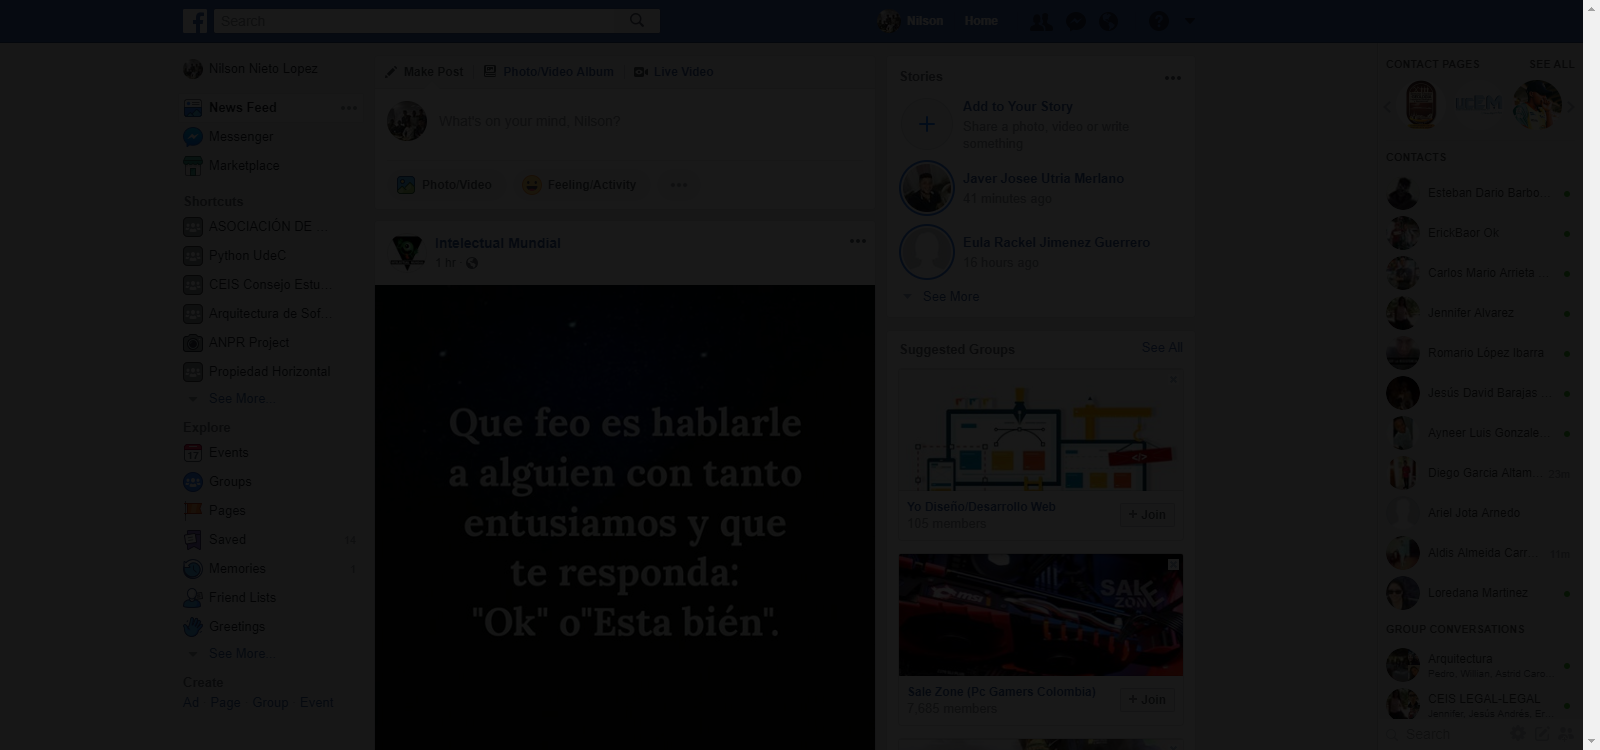 Search
Nilson
Home
Nilson Nieto Lopez
News Feed
Messenger
Marketplace
Shortcuts
ASOCIACIÓN DE ...
Python UdeC
CEIS Consejo Estu...
Arquitectura de Sof...
ANPR Project
Propiedad Horizontal
See More...
Explore
Events
Groups
Pages
Saved 14
Memories 1
Friend Lists
Greetings
See More...
Create
Ad Page Group Event
Make Post
Photo/Video Album
Live Video
What's on your mind, Nilson?
Photo/Video
Feeling/Activity
Intelectual Mundial
1 hr
Que feo es hablarle
a alguien con tanto
entusiamos y que
te responda:
"Ok" o"Esta bién".
Stories
Add to Your Story
Share a photo, video or write
something
Javer Josee Utria Merlano
41 minutes ago
Eula Rackel Jimenez Guerrero
16 hours ago
See More
Suggested Groups
See All
Yo Diseño/Desarrollo Web
105 members
+ Join
SALE
ZONE
Sale Zone (Pc Gamers Colombia)
7,685 members
+ Join
CONTACT PAGES
SEE ALL
UCEM
CONTACTS
Esteban Dario Barbo...
ErickBaor Ok
Carlos Mario Arrieta
Jennifer Alvarez
Romario López Ibarra
Jesús David Barajas ...
Ayneer Luis Gonzale...
Diego Garcia Altam... 23m
Ariel Jota Arnedo
Aldis Almeida Carr...
Loredana Martinez
GROUP CONVERSATIONS
Arquitectura
Pedro, Willian, Astrid Caro...
CEIS LEGAL-LEGAL
Jennifer, Jesús Andrés, Er...
Search